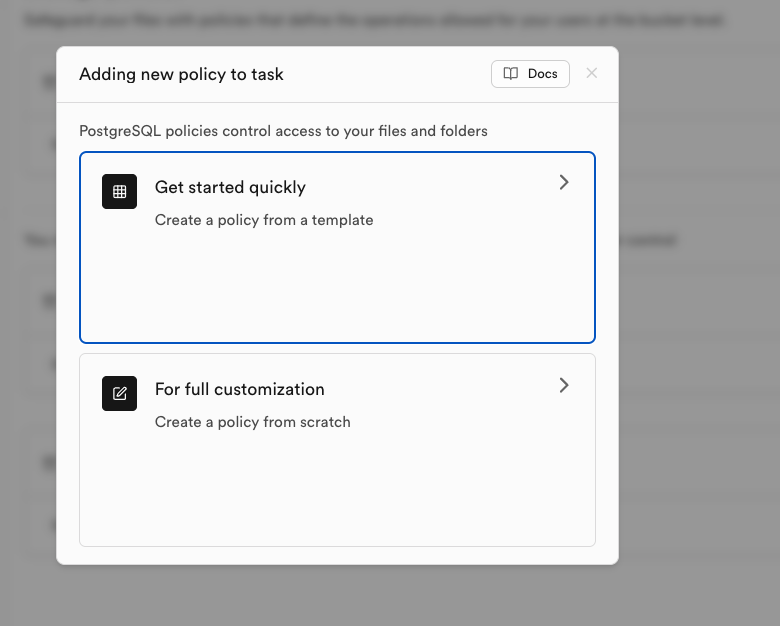 Safeguard your files with policies that define the operations allowed for your users at the bucket level
Adding new policy to task
Docs
PostgreSQL policies control access to your files and folders
Get started quickly
Create a policy from a template
For full customization
Create a policy from scratch